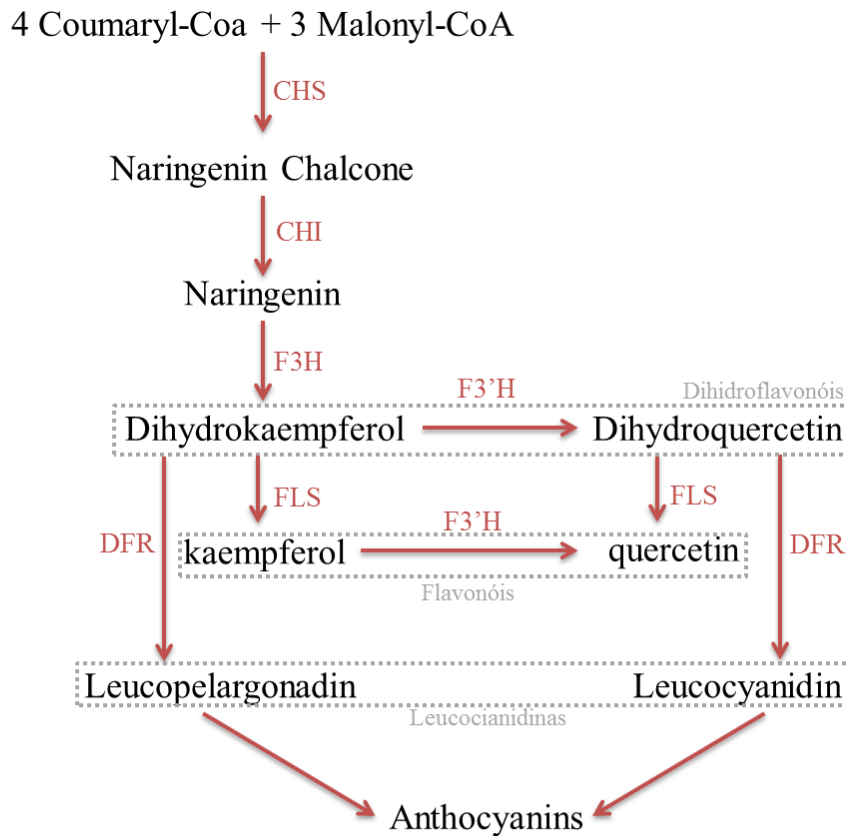 4 Coumaryl-Coa + 3 Malonyl-CoA
CHS
Naringenin Chalcone
CHI
Naringenin
F3H
F3’H
Dihidroflavonóis
Dihydrokaempferol
Dihydroquercetin
FLS
FLS
DFR
F3’H
DFR
kaempferol
quercetin
Flavonóis
Leucopelargonadin
Leucocyanidin
Leucocianidinas
Anthocyanins